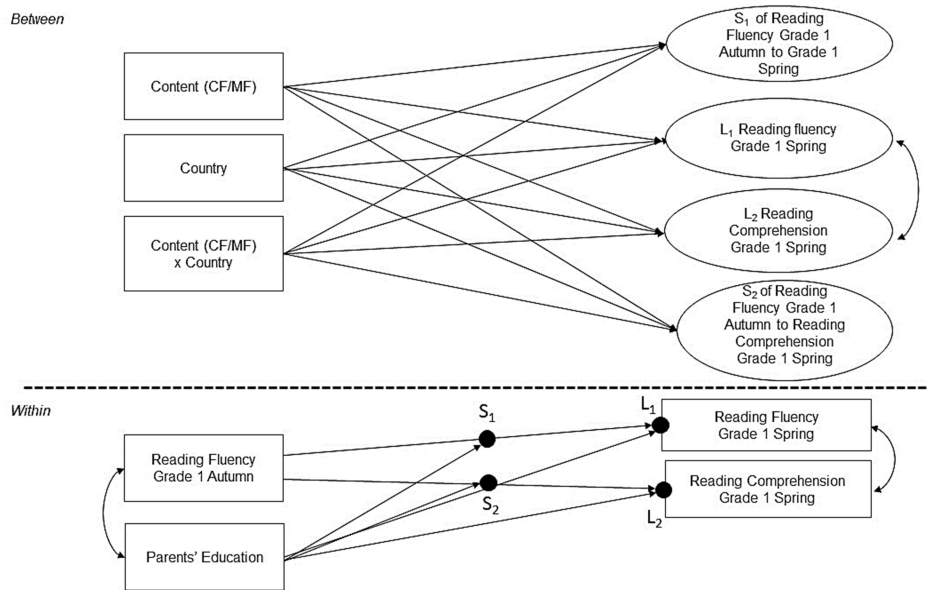 Between
Content (CF/MF)
Country
Content (CF/MF)
x Country
S₁ of Reading
Fluency Grade 1
Autumn to Grade 1
Spring
L₁ Reading fluency
Grade 1 Spring
L₂ Reading
Comprehension
Grade 1 Spring
S₂ of Reading
Fluency Grade 1
Autumn to Reading
Comprehension
Grade 1 Spring
Within
Reading Fluency
Grade 1 Autumn
Parents' Education
S₁
S₂
L₁
L₂
Reading Fluency
Grade 1 Spring
Reading Comprehension
Grade 1 Spring